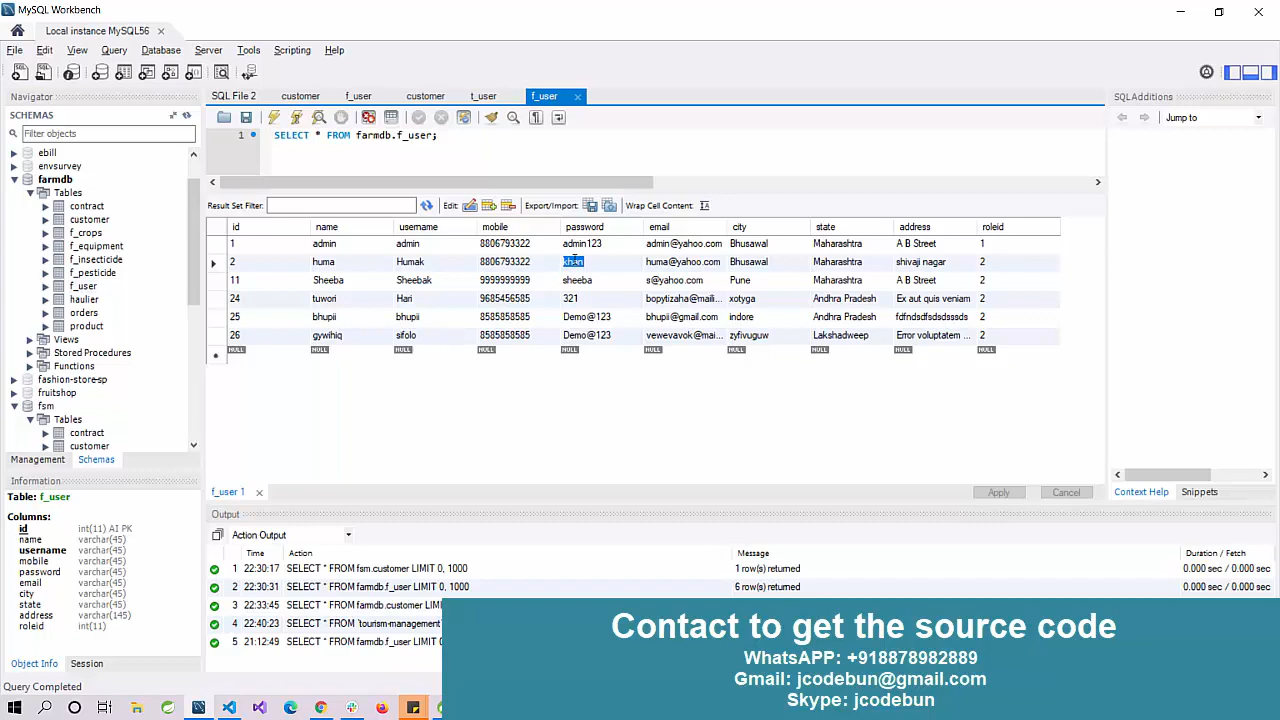 MySQL Workbench
Local instance MySQL56
File Edit View Query Database Server Tools Scripting Help
Navigator
SCHEMAS
Filter objects
ebill
envsurvey
farmdb
Tables
contract
customer
f_crops
f_equipment
f_insecticide
f_pesticide
f_user
haulier
orders
product
Views
Stored Procedures
Functions
fashion-store-sp
fruitshop
fsm
Tables
contract
customer
Management Schemas
Information
Table: f_user
Columns:
id int(11) AI PK
name varchar(45)
username varchar(45)
mobile varchar(45)
password varchar(45)
email varchar(45)
city varchar(45)
state varchar(45)
address varchar(145)
roleid int(11)
Object Info Session
Query Completed
SQL File 2 customer f_user customer t_user f_user
1 SELECT * FROM farmdb.f_user;
Result Set Filter: Edit: Export/Import: Wrap Cell Content:
id name username mobile password email city state address roleid
1 admin admin 8806793322 admin123 admin@yahoo.com Bhusawal Maharashtra A B Street 1
2 huma Humak 8806793322 khan huma@yahoo.com Bhusawal Maharashtra shivaji nagar 2
11 Sheeba Sheebak 9999999999 sheeba s@yahoo.com Pune Maharashtra A B Street 2
24 tuwori Hari 9685456585 321 bopytizaha@maili... xotyga Andhra Pradesh Ex aut quis veniam 2
25 bhupii bhupii 8585858585 Demo@123 bhupii@gmail.com indore Andhra Pradesh fdfndsdfsdsdsssds 2
26 gywihiq sifolo 8585858585 Demo@123 vewevavok@mai... zyfivuguw Lakshadweep Error voluptatem ... 2
NULL NULL NULL NULL NULL NULL NULL NULL NULL NULL
f_user 1
Apply Cancel
Output
Action Output
Time Action Message Duration / Fetch
1 22:30:17 SELECT * FROM fsm.customer LIMIT 0, 1000 1 row(s) returned 0.000 sec / 0.000 sec
2 22:30:31 SELECT * FROM farmdb.f_user LIMIT 0, 1000 6 row(s) returned 0.000 sec / 0.000 sec
3 22:33:45 SELECT * FROM farmdb.customer LIM
4 22:40:23 SELECT * FROM `tourism-management`
5 21:12:49 SELECT * FROM farmdb.f_user LIMIT 0
SQL Additions
Jump to
Context Help Snippets
Contact to get the source code
WhatsAPP: +918878982889
Gmail: jcodebun@gmail.com
Skype: jcodebun